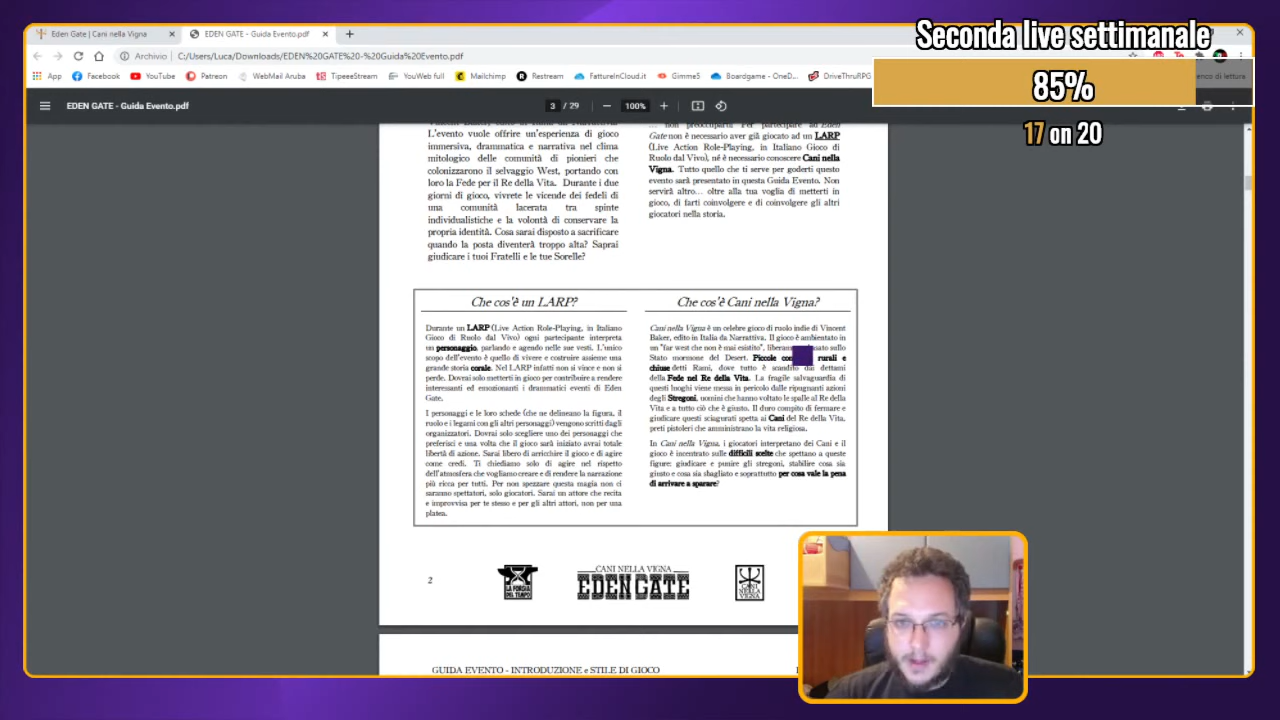 Seconda live settimanale
85%
17 on 20
Eden Gate | Cani nella Vigna
EDEN GATE - Guida Evento.pdf
Archivio
C:/Users/Luca/Downloads/EDEN%20GATE%20-%20Guida%20Evento.pdf
App
Facebook
YouTube
Patreon
WebMail Aruba
TipeeeStream
YouWeb full
Mailchimp
Restream
FattureInCloud.it
Gimme5
Boardgame - OneD...
DriveThruRPG
enco di lettura
EDEN GATE - Guida Evento.pdf
3 / 29
100%
L'evento vuole offrire un'esperienza di gioco
immersiva, drammatica e narrativa nel clima
mitologico delle comunità di pionieri che
colonizzarono il selvaggio West, portando con
loro la Fede per il Re della Vita. Durante i due
giorni di gioco, vivrete le vicende dei fedeli di
una comunità lacerata tra spinte
individualistiche e la volontà di conservare la
propria identità. Cosa sarai disposto a sacrificare
quando la posta diventerà troppo alta? Saprai
giudicare i tuoi Fratelli e le tue Sorelle?
... non preoccuparti! Per partecipare ad Eden
Gate non è necessario aver già giocato ad un LARP
(Live Action Role-Playing, in Italiano Gioco di
Ruolo dal Vivo), né è necessario conoscere Cani nella
Vigna. Tutto quello che ti serve per goderti questo
evento sarà presentato in questa Guida Evento. Non
servirà altro... oltre alla tua voglia di metterti in
gioco, di farti coinvolgere e di coinvolgere gli altri
giocatori nella storia.
Che cos'è un LARP?
Durante un LARP (Live Action Role-Playing, in Italiano
Gioco di Ruolo dal Vivo) ogni partecipante interpreta
un personaggio, parlando e agendo nelle sue vesti. L'unico
scopo dell'evento è quello di vivere e costruire assieme una
grande storia corale. Nel LARP infatti non si vince e non si
perde. Dovrai solo metterti in gioco per contribuire a rendere
interessanti ed emozionanti i drammatici eventi di Eden
Gate.
I personaggi e le loro schede (che ne delineano la figura, il
ruolo e i legami con gli altri personaggi) vengono scritti dagli
organizzatori. Dovrai solo scegliere uno dei personaggi che
preferisci e una volta che il gioco sarà iniziato avrai totale
libertà di azione. Sarai libero di arricchire il gioco e di agire
come credi. Ti chiediamo solo di agire nel rispetto
dell'atmosfera che vogliamo creare e di rendere la narrazione
più ricca per tutti. Per non spezzare questa magia non ci
saranno spettatori, solo giocatori. Sarai un attore che recita
e improvvisa per te stesso e per gli altri attori, non per una
platea.
Che cos'è Cani nella Vigna?
Cani nella Vigna è un celebre gioco di ruolo indie di Vincent
Baker, edito in Italia da Narrattiva. Il gioco è ambientato in
un "far west che non è mai esistito", liberam sato sullo
Stato mormone del Desert. Piccole com rurali e
chiuse detti Rami, dove tutto è scandito dai dettami
della Fede nel Re della Vita. La fragile salvaguardia di
questi luoghi viene messa in pericolo dalle ripugnanti azioni
degli Stregoni, uomini che hanno voltato le spalle al Re della
Vita e a tutto ciò che è giusto. Il duro compito di fermare e
giudicare questi sciagurati spetta ai Cani del Re della Vita,
preti pistoleri che amministrano la vita religiosa.
In Cani nella Vigna, i giocatori interpretano dei Cani e il
gioco è incentrato sulle difficili scelte che spettano a queste
figure: giudicare e punire gli stregoni, stabilire cosa sia
giusto e cosa sia sbagliato e soprattutto per cosa vale la pena
di arrivare a sparare?
2
LA FORGIA
DEL TEMPO
CANI NELLA VIGNA
EDEN GATE
CANI
NELLA
VIGNA
GUIDA EVENTO - INTRODUZIONE e STILE DI GIOCO